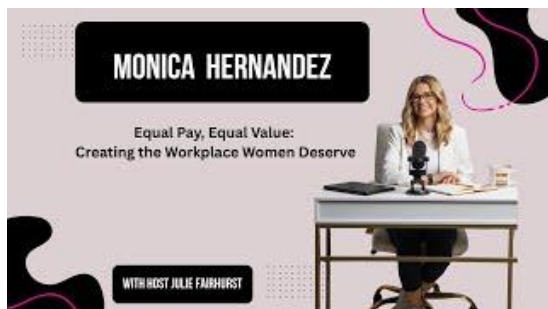 MONICA HERNANDEZ
Equal Pay, Equal Value:
Creating the Workplace Women Deserve
WITH HOST JULIE FAIRHURST